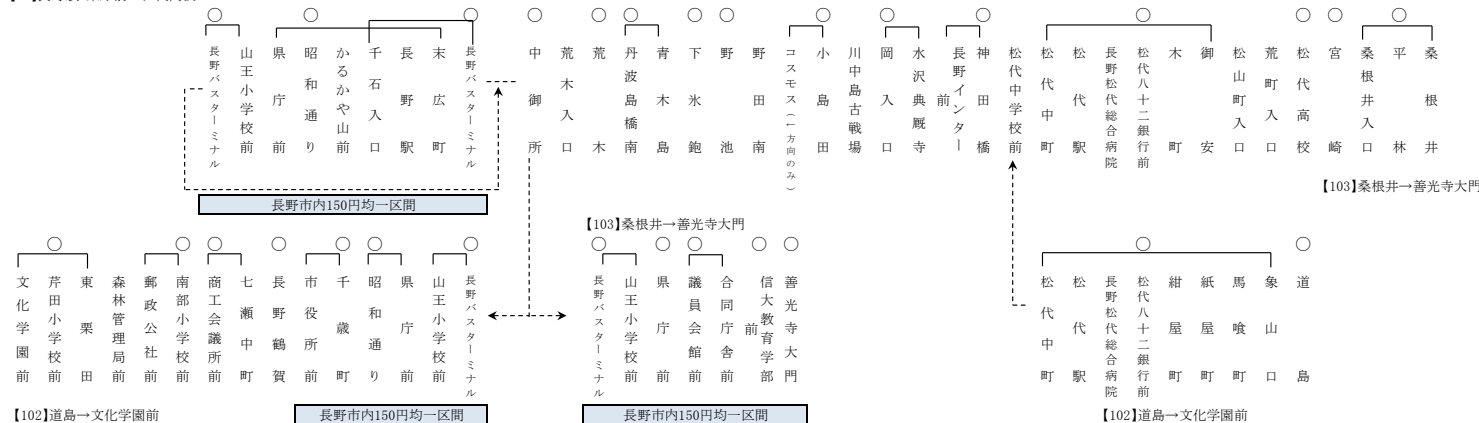 長野バスターミナル
山王小学校前
県庁前
昭和通り
かるかや山前
千石入口
長野駅
末広町
長野バスターミナル
中御所
荒木入口
荒木
丹波島橋南
青木島
下氷鉋
野池
野田南
コスモス(←方向のみ)
小島田
川中島古戦場
岡入口
水沢典厩寺
長野インター前
神田橋
松代中学校前
松代中町
松代駅
長野松代総合病院
松代八十二銀行前
木町
御安町
松山町入口
荒町入口
松代高校
宮崎
桑根井入口
平林
桑根井
【103】桑根井→善光寺大門
長野市内150円均一区間
【103】桑根井→善光寺大門
文化学園前
芹田小学校前
東栗田
森林管理局前
郵政公社前
南部小学校前
商工会議所前
七瀬中町
長野鶴賀
市役所前
千歳町
昭和通り
県庁前
山王小学校前
長野バスターミナル
長野バスターミナル
山王小学校前
県庁前
議員会館前
合同庁舎前
信大教育学部前
善光寺大門
松代中町
松代駅
長野松代総合病院
松代八十二銀行前
紺屋町
紙屋町
馬喰町
象山口
道島
【102】道島→文化学園前
長野市内150円均一区間
長野市内150円均一区間
【102】道島→文化学園前